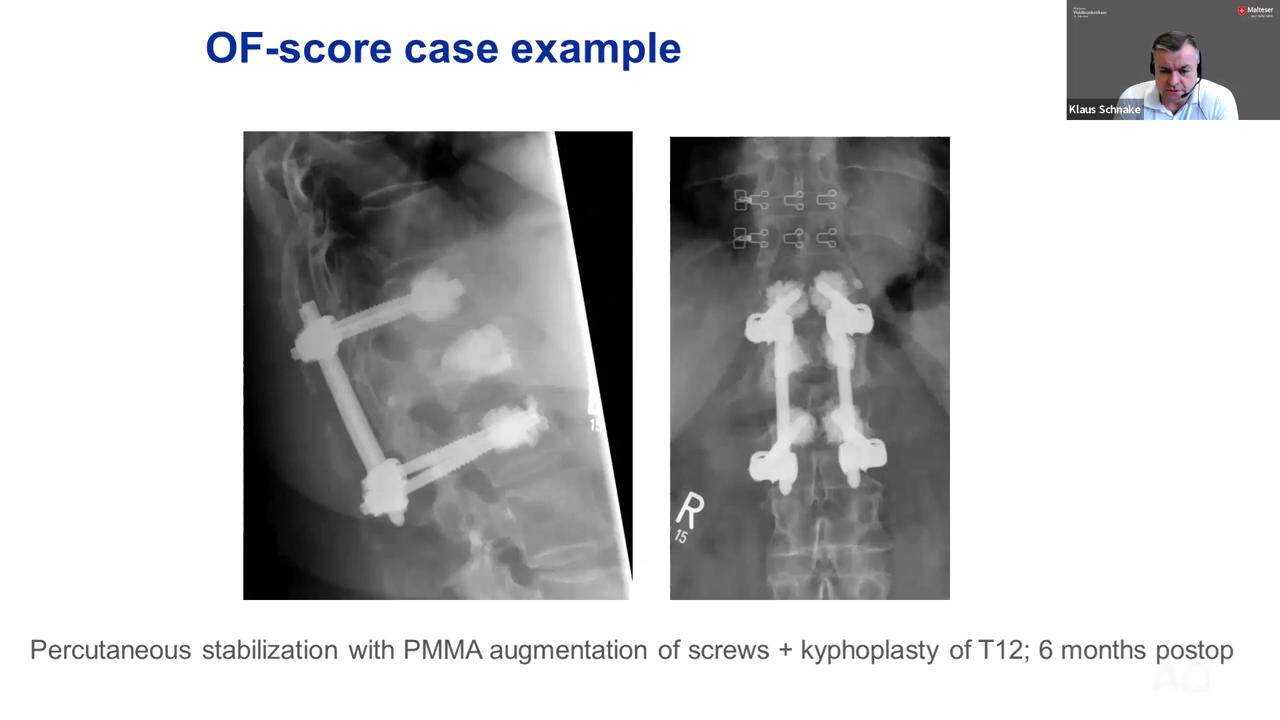 OF-score case example
Malteser
Klaus Schnake
15
R
15
Percutaneous stabilization with PMMA augmentation of screws + kyphoplasty of T12; 6 months postop
AO